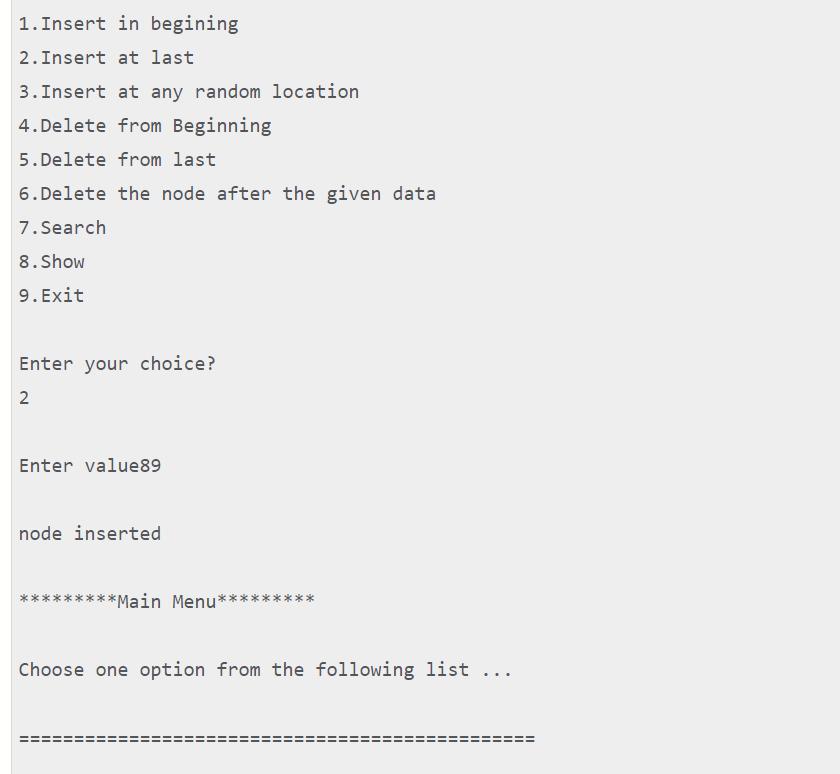 1.Insert in begining
2.Insert at last
3.Insert at any random location
4.Delete from Beginning
5.Delete from last
6.Delete the node after the given data
7.Search
8.Show
9.Exit
Enter your choice?
2
Enter value89
node inserted
*********Main Menu*********
Choose one option from the following list ...
===============================================